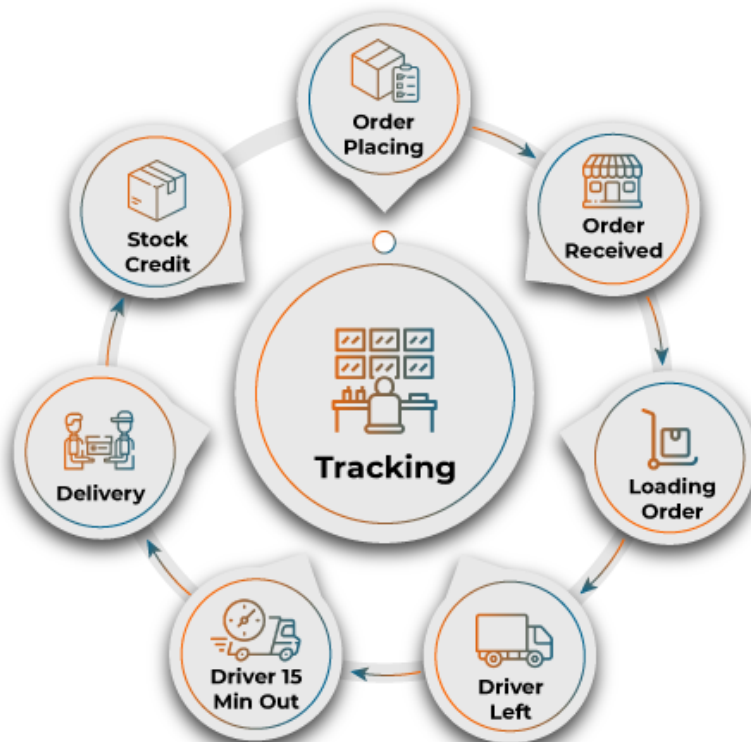 Order
Placing
Order
Received
Loading
Order
Driver
Left
Driver 15
Min Out
Delivery
Stock
Credit
Tracking